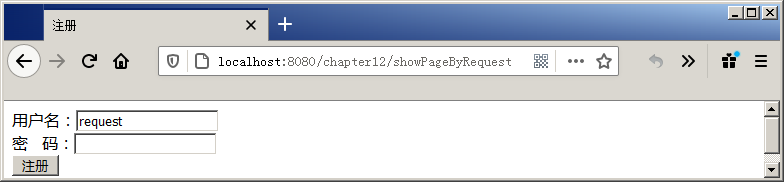 注册
localhost:8080/chapter12/showPageByRequest
用户名：request
密 码：
注册